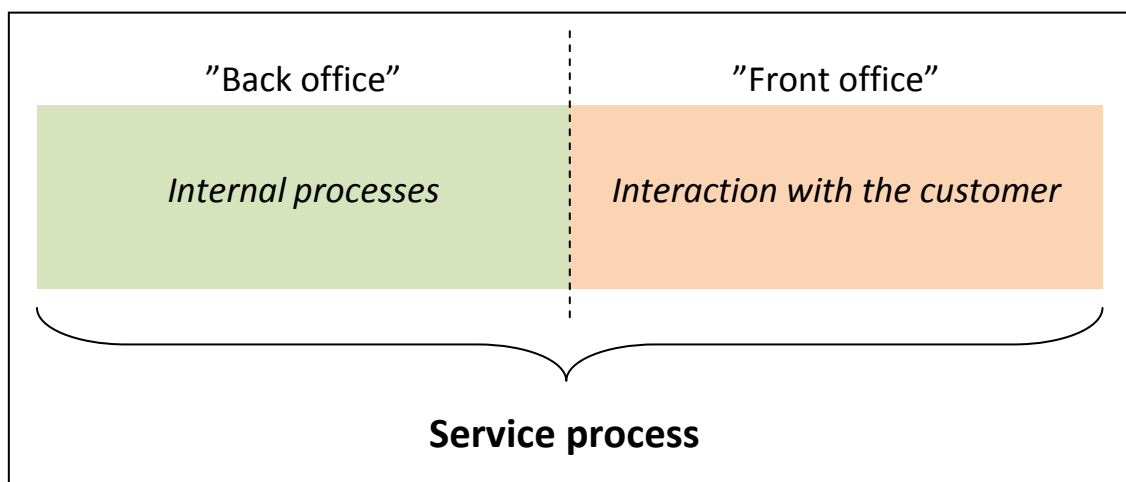 ”Back office”
”Front office”
Internal processes
Interaction with the customer
Service process